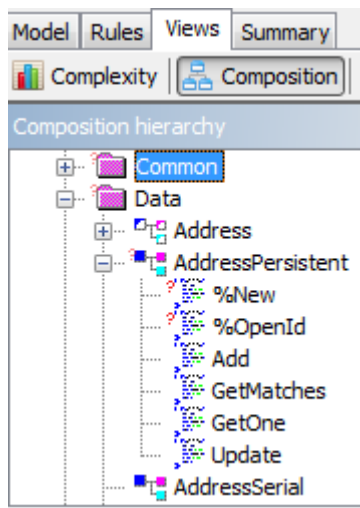 Model Rules Views Summary
Complexity Composition
Composition hierarchy
Common
Data
Address
AddressPersistent
? %New
? %OpenId
Add
GetMatches
GetOne
Update
AddressSerial